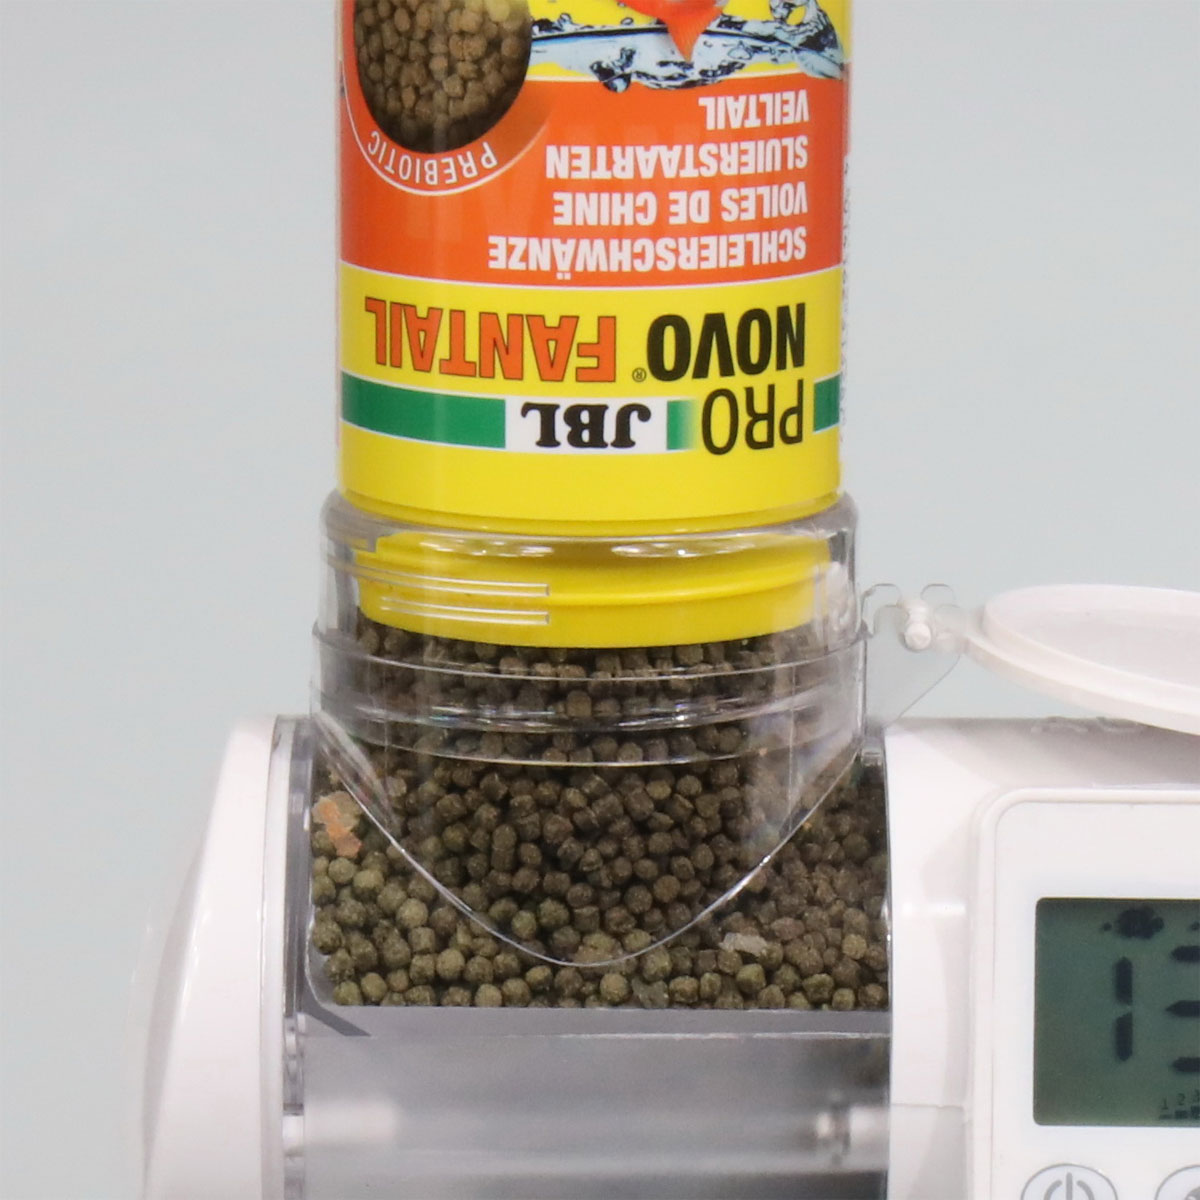 PRO JBL
NOVO® FANTAIL
SCHLEIERSCHWÄNZE
VOILES DE CHINE
SLUIERSTAARTEN
VEILTAIL
PREBIOTIC